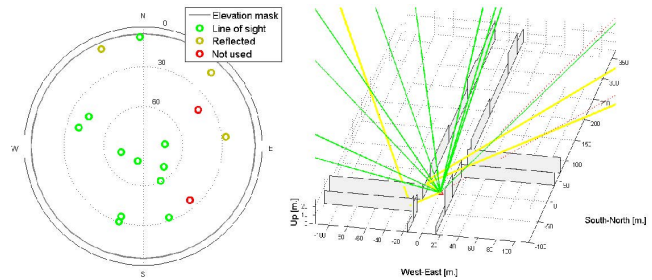 N
0
30
60
W
E
S
Elevation mask
Line of sight
Reflected
Not used
Up [m.]
-100 -80 -60 -40 -20 0 20 40 60 80 100
West-East [m.]
-100
-50
0
50
100
150
200
250
300
350
South-North [m.]